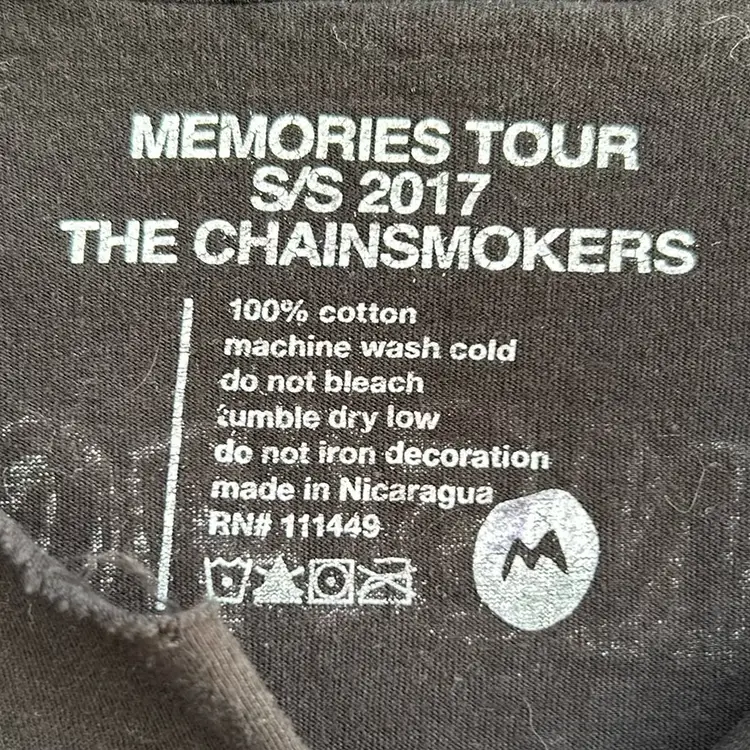 MEMORIES TOUR
S/S 2017
THE CHAINSMOKERS
100% cotton
machine wash cold
do not bleach
tumble dry low
do not iron decoration
made in Nicaragua
RN# 111449
M